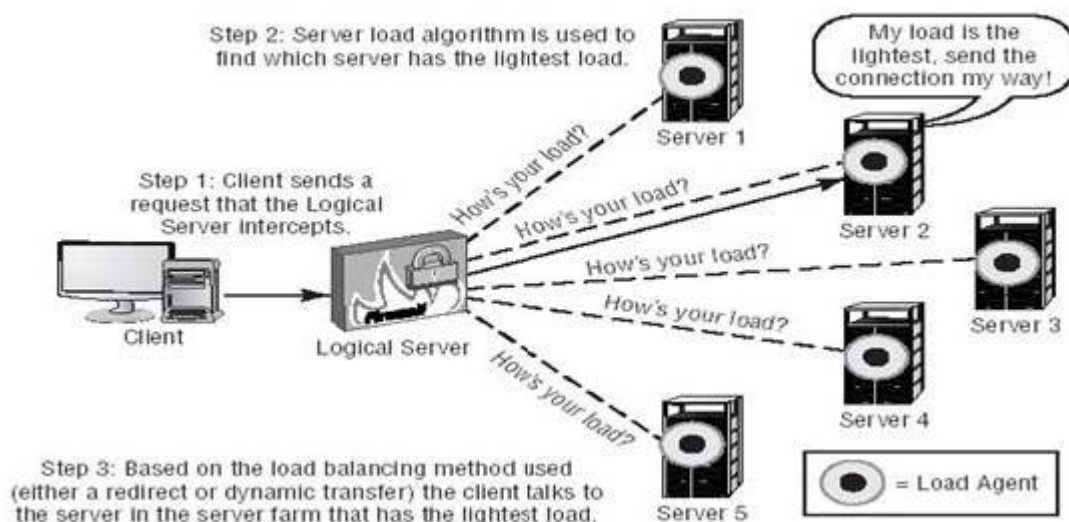 Step 2: Server load algorithm is used to
find which server has the lightest load.
My load is the
lightest, send the
connection my way!
Server 1
Step 1: Client sends a
request that the Logical
Server intercepts.
How's your load?
How's your load?
Server 2
How's your load?
Firewall
How's your load?
Server 3
Client
Logical Server
How's your load?
Server 4
Step 3: Based on the load balancing method used
(either a redirect or dynamic transfer) the client talks to
the server in the server farm that has the lightest load.
Server 5
= Load Agent